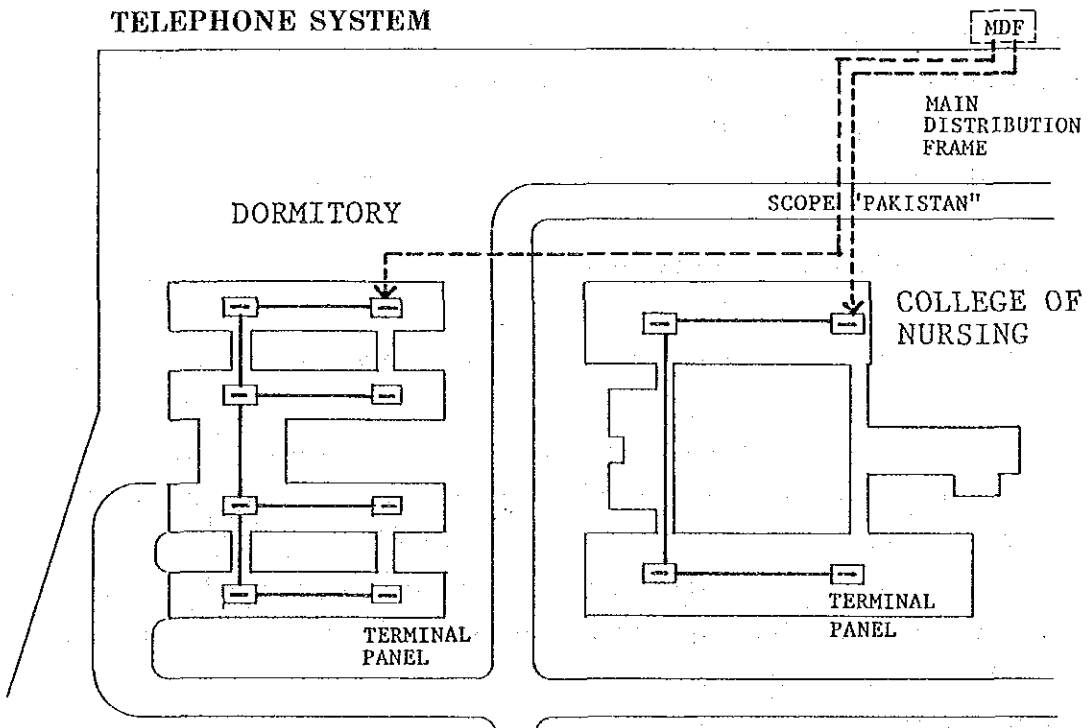 TELEPHONE SYSTEM
MDF
MAIN
DISTRIBUTION
FRAME
SCOPE "PAKISTAN"
DORMITORY
COLLEGE OF
NURSING
TERMINAL
PANEL
TERMINAL
PANEL